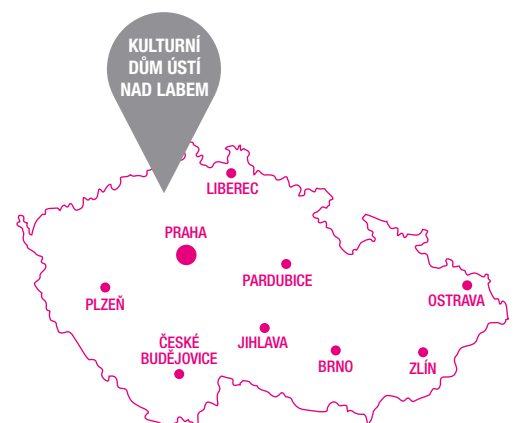 KULTURNÍ
DŮM ÚSTÍ
NAD LABEM
LIBEREC
PRAHA
PARDUBICE
PLZEŇ
OSTRAVA
ČESKÉ
BUDĚJOVICE
JIHLAVA
BRNO
ZLÍN